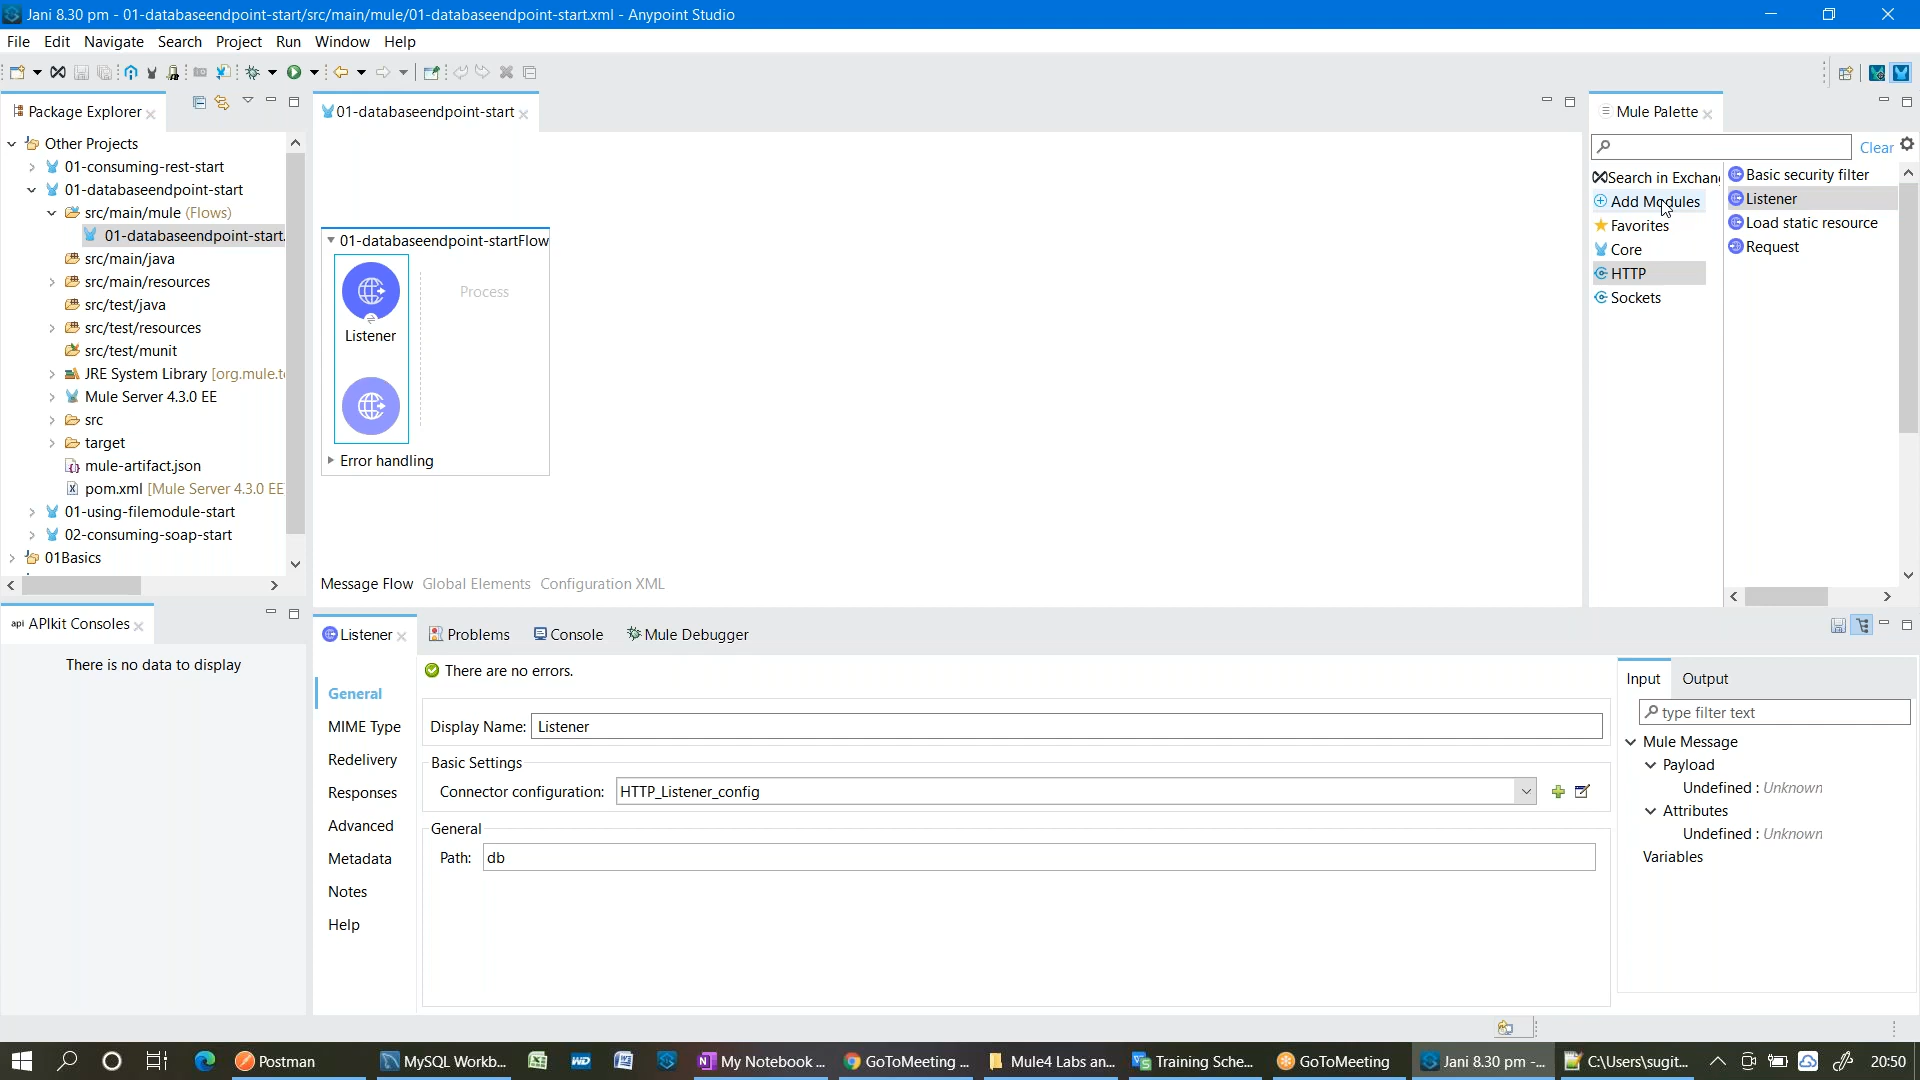 Jani 8.30 pm - 01-databaseendpoint-start/src/main/mule/01-databaseendpoint-start.xml - Anypoint Studio
File Edit Navigate Search Project Run Window Help
Package Explorer
Other Projects
01-consuming-rest-start
01-databaseendpoint-start
src/main/mule (Flows)
01-databaseendpoint-start.
src/main/java
src/main/resources
src/test/java
src/test/resources
src/test/munit
JRE System Library [org.mule.t
Mule Server 4.3.0 EE
src
target
mule-artifact.json
pom.xml [Mule Server 4.3.0 EE
01-using-filemodule-start
02-consuming-soap-start
01Basics
api APIkit Consoles
There is no data to display
01-databaseendpoint-start
01-databaseendpoint-startFlow
Listener
Process
Error handling
Message Flow Global Elements Configuration XML
Mule Palette
Clear
Search in Exchan
Add Modules
Favorites
Core
HTTP
Sockets
Basic security filter
Listener
Load static resource
Request
Listener Problems Console Mule Debugger
There are no errors.
General
MIME Type
Redelivery
Responses
Advanced
Metadata
Notes
Help
Display Name: Listener
Basic Settings
Connector configuration: HTTP_Listener_config
General
Path: db
Input Output
type filter text
Mule Message
Payload
Undefined : Unknown
Attributes
Undefined : Unknown
Variables
Postman
MySQL Workb...
WD
My Notebook ...
GoToMeeting ...
Mule4 Labs an...
Training Sche...
GoToMeeting
Jani 8.30 pm -...
C:\Users\sugit...
20:50